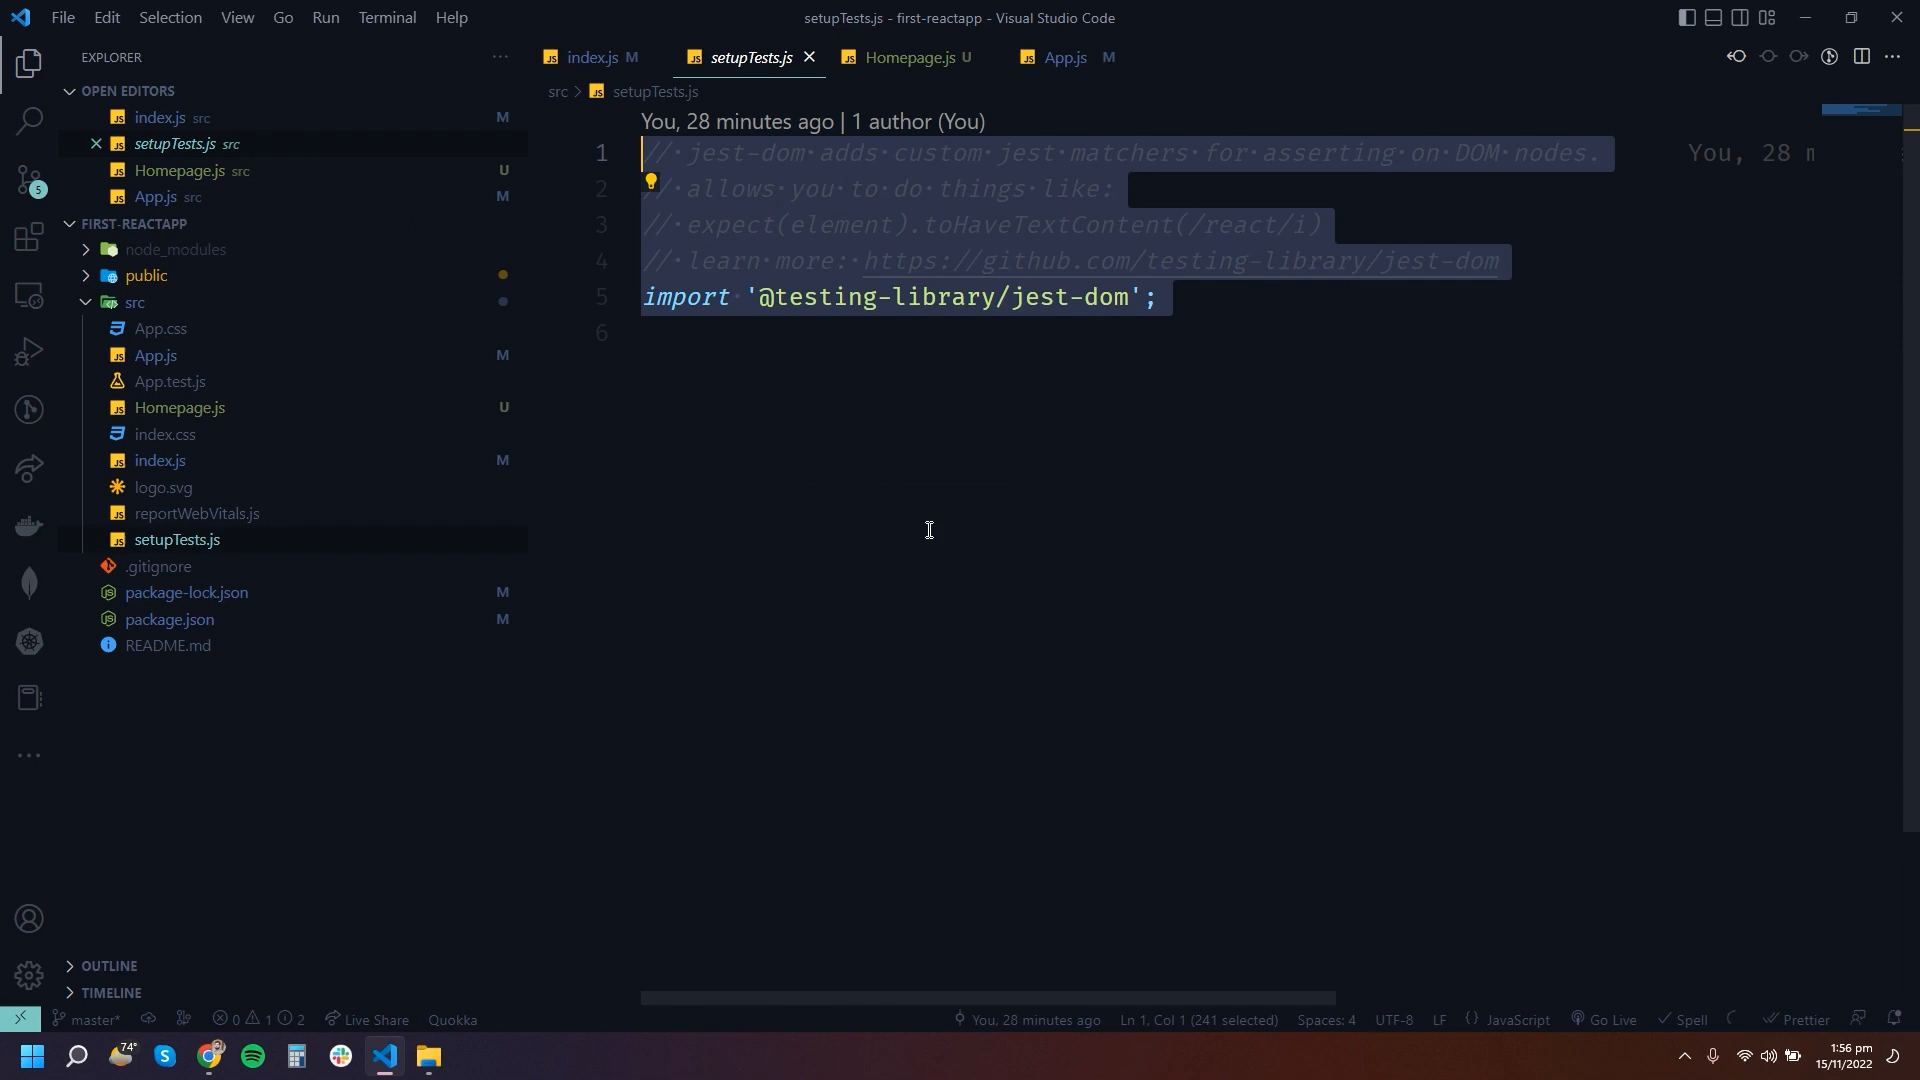 File Edit Selection View Go Run Terminal Help
setupTests.js - first-reactapp - Visual Studio Code
EXPLORER
OPEN EDITORS
index.js src M
setupTests.js src
Homepage.js src U
App.js src M
FIRST-REACTAPP
node_modules
public
src
App.css
App.js M
App.test.js
Homepage.js U
index.css
index.js M
logo.svg
reportWebVitals.js
setupTests.js
.gitignore
package-lock.json M
package.json M
README.md
OUTLINE
TIMELINE
5
index.js M
setupTests.js
Homepage.js U
App.js M
src > setupTests.js
You, 28 minutes ago | 1 author (You)
1 // jest-dom adds custom jest matchers for asserting on DOM nodes. You, 28 m
2 // allows you to do things like:
3 // expect(element).toHaveTextContent(/react/i)
4 // learn more: https://github.com/testing-library/jest-dom
5 import '@testing-library/jest-dom';
6
master* 0 1 2 Live Share Quokka You, 28 minutes ago Ln 1, Col 1 (241 selected) Spaces: 4 UTF-8 LF {} JavaScript Go Live Spell Prettier
74°
1:56 pm
15/11/2022